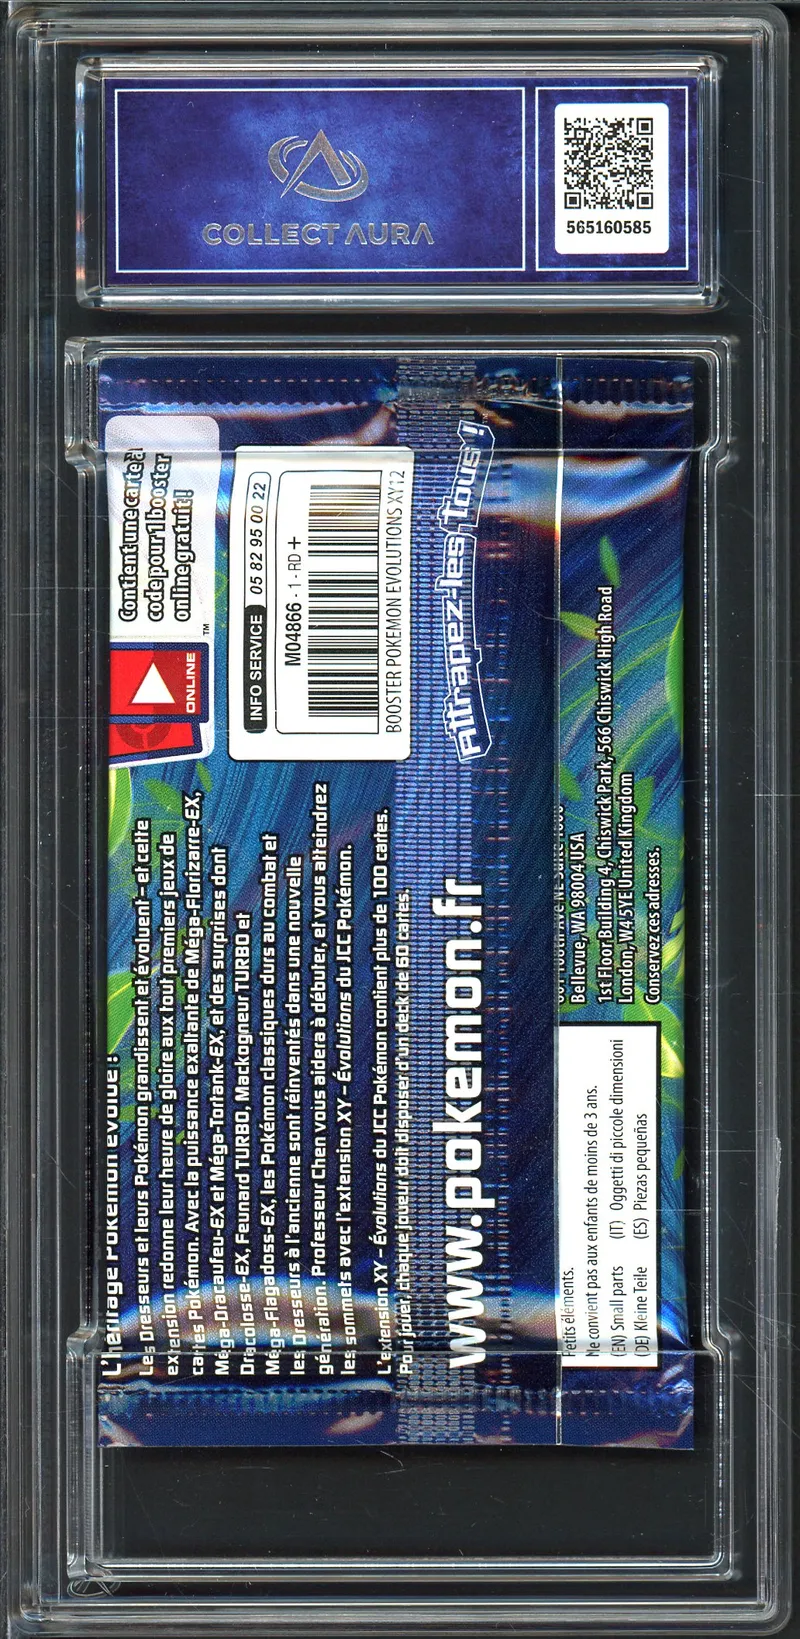 COLLECT AURA
565160585
Contient une carte à
code pour 1 booster
online gratuit !
ONLINE
TM
INFO SERVICE 05 82 95 00 22
M04866 - 1 - RD +
BOOSTER POKEMON EVOLUTIONS XY12
Attrapez-les tous !
L'héritage Pokémon évolue !
Les Dresseurs et leurs Pokémon grandissent et évoluent – et cette
extension redonne leur heure de gloire aux tout premiers jeux de
cartes Pokémon. Avec la puissance exaltante de Méga-Florizarre-EX,
Méga-Dracaufeu-EX et Méga-Tortank-EX, et des surprises dont
Dracolosse-EX, Feunard TURBO, Mackogneur TURBO et
Méga-Flagadoss-EX, les Pokémon classiques durs au combat et
les Dresseurs à l'ancienne sont réinventés dans une nouvelle
génération. Professeur Chen vous aidera à débuter, et vous atteindrez
les sommets avec l'extension XY – Évolutions du JCC Pokémon.
L'extension XY – Évolutions du JCC Pokémon contient plus de 100 cartes.
Pour jouer, chaque joueur doit disposer d'un deck de 60 cartes.
www.pokemon.fr
Bellevue, WA 98004 USA
1st Floor Building 4, Chiswick Park, 566 Chiswick High Road
London, W4 5YE United Kingdom
Conservez ces adresses.
Petits éléments.
Ne convient pas aux enfants de moins de 3 ans.
(EN) Small parts (IT) Oggetti di piccole dimensioni
(DE) Kleine Teile (ES) Piezas pequeñas